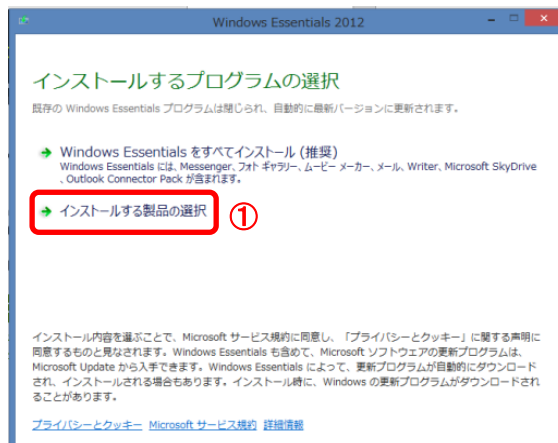 Windows Essentials 2012
インストールするプログラムの選択
既存の Windows Essentials プログラムは閉じられ、自動的に最新バージョンに更新されます。
Windows Essentials をすべてインストール (推奨)
Windows Essentials には、Messenger、フォト ギャラリー、ムービー メーカー、メール、Writer、Microsoft SkyDrive
、Outlook Connector Pack が含まれます。
インストールする製品の選択
①
インストール内容を選ぶことで、Microsoft サービス規約に同意し、「プライバシーとクッキー」に関する声明に
同意するものと見なされます。Windows Essentials も含めて、Microsoft ソフトウェアの更新プログラムは、
Microsoft Update から入手できます。Windows Essentials によって、更新プログラムが自動的にダウンロード
され、インストールされる場合もあります。インストール時に、Windows の更新プログラムがダウンロードされ
ることがあります。
プライバシーとクッキー Microsoft サービス規約 詳細情報